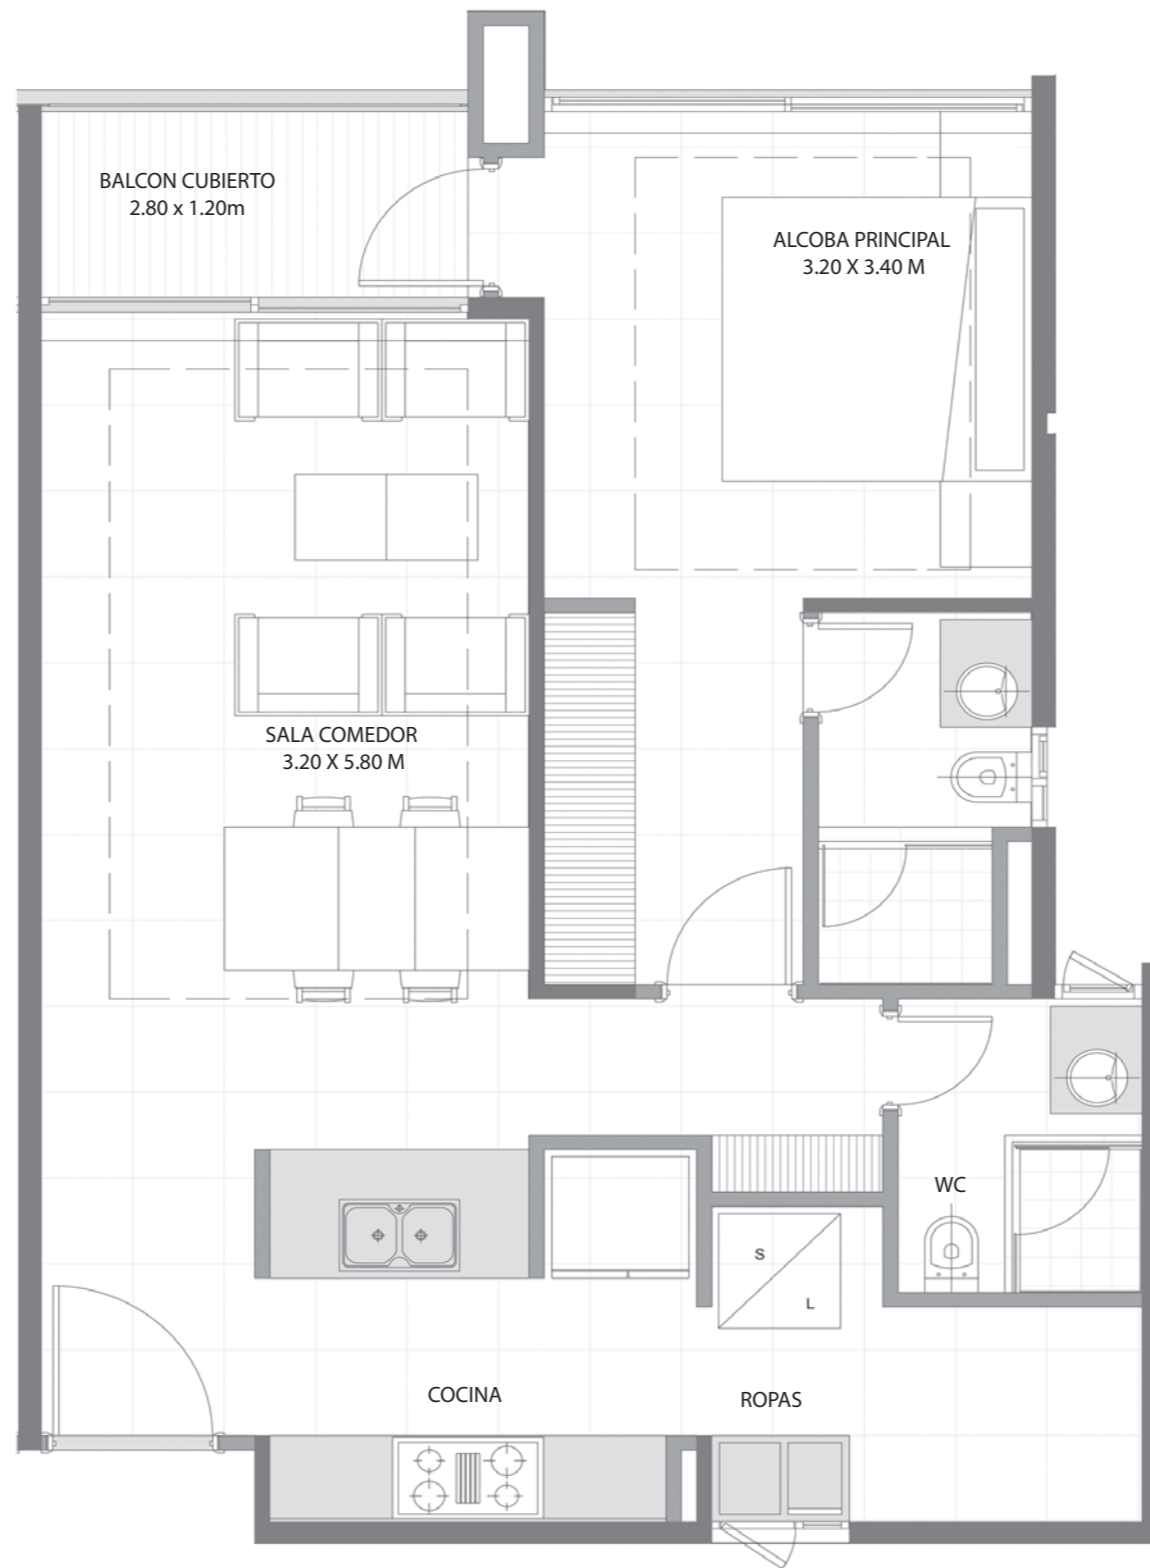 BALCON CUBIERTO
2.80 x 1.20m
ALCOBA PRINCIPAL
3.20 X 3.40 M
SALA COMEDOR
3.20 X 5.80 M
WC
S
L
COCINA
ROPAS